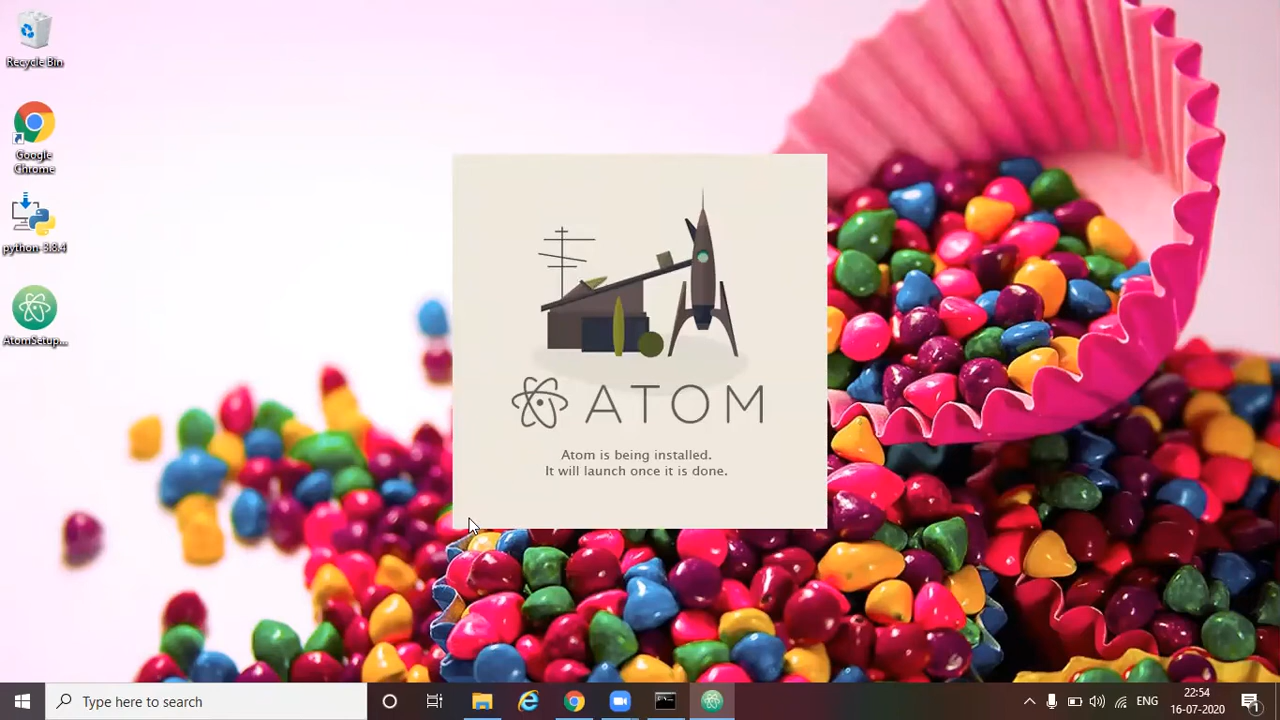 Recycle Bin
Google
Chrome
python-3.8.4
AtomSetup...
ATOM
Atom is being installed.
It will launch once it is done.
Type here to search
ENG
22:54
16-07-2020
1